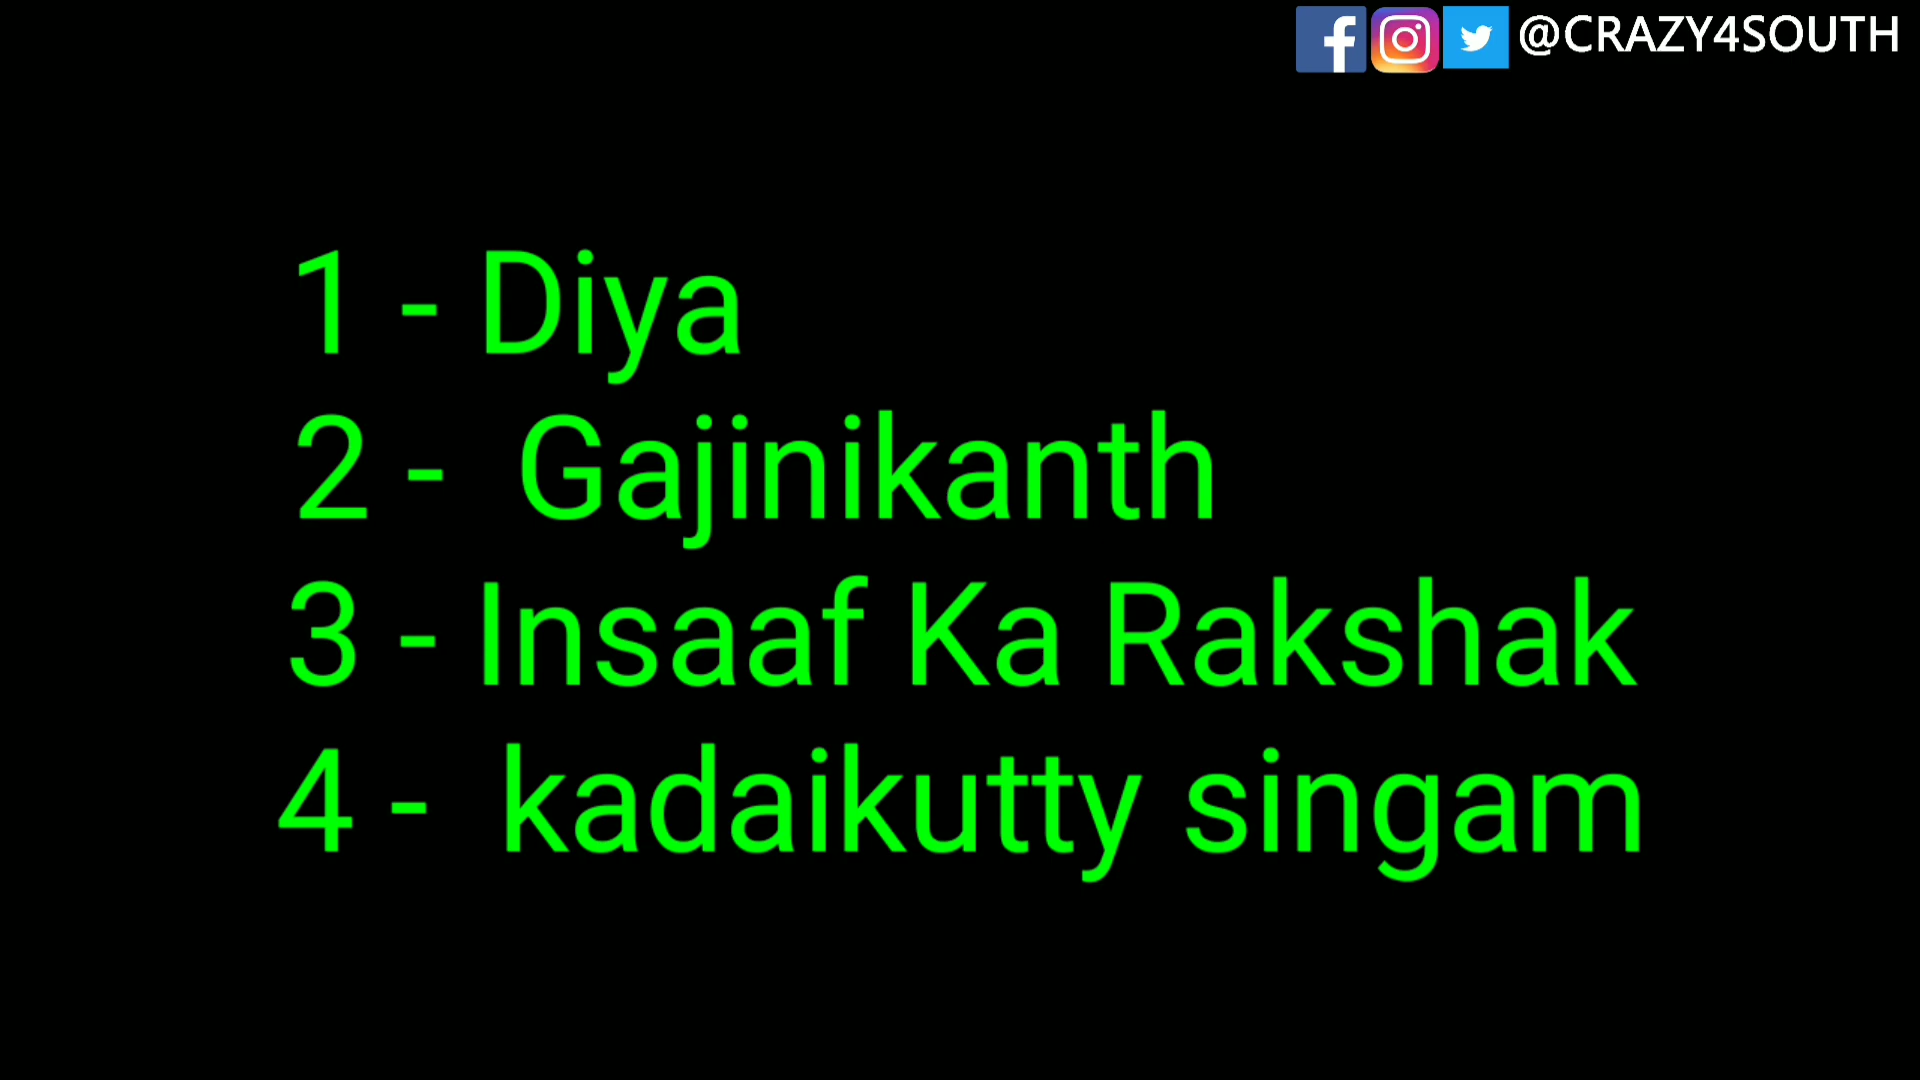 @CRAZY4SOUTH
1 - Diya
2 - Gajinikanth
3 - Insaaf Ka Rakshak
4 - kadaikutty singam